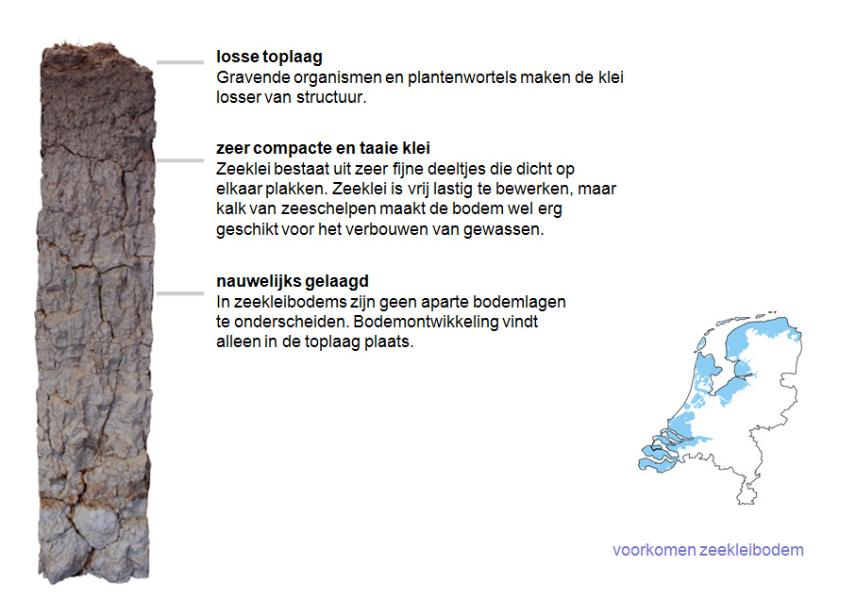 losse toplaag
Gravende organismen en plantenwortels maken de klei
losser van structuur.
zeer compacte en taaie klei
Zeeklei bestaat uit zeer fijne deeltjes die dicht op
elkaar plakken. Zeeklei is vrij lastig te bewerken, maar
kalk van zeeschelpen maakt de bodem wel erg
geschikt voor het verbouwen van gewassen.
nauwelijks gelaagd
In zeekleibodems zijn geen aparte bodemlagen
te onderscheiden. Bodemontwikkeling vindt
alleen in de toplaag plaats.
voorkomen zeekleibodem